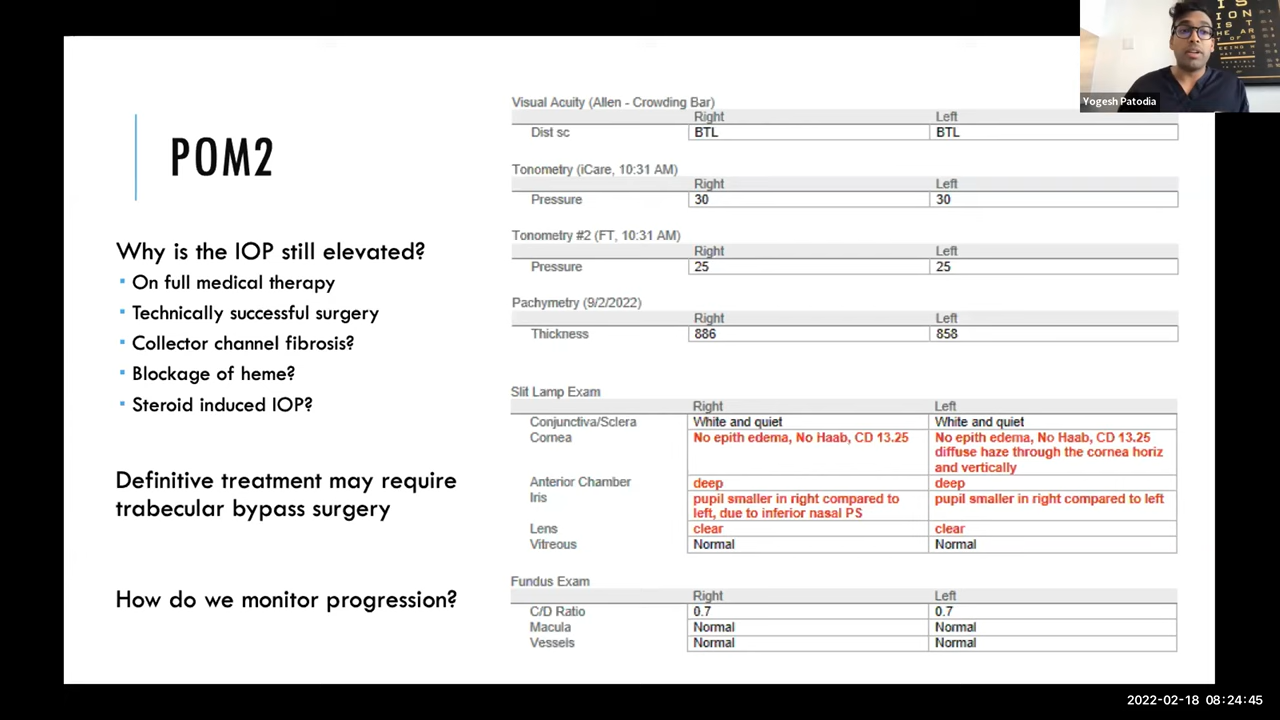 POM2
Why is the IOP still elevated?
▪ On full medical therapy
▪ Technically successful surgery
▪ Collector channel fibrosis?
▪ Blockage of heme?
▪ Steroid induced IOP?
Definitive treatment may require
trabecular bypass surgery
How do we monitor progression?
Visual Acuity (Allen - Crowding Bar)
Right Left
Dist sc BTL BTL
Tonometry (iCare, 10:31 AM)
Right Left
Pressure 30 30
Tonometry #2 (FT, 10:31 AM)
Right Left
Pressure 25 25
Pachymetry (9/2/2022)
Right Left
Thickness 886 858
Slit Lamp Exam
Right Left
Conjunctiva/Sclera White and quiet White and quiet
Cornea No epith edema, No Haab, CD 13.25 No epith edema, No Haab, CD 13.25
diffuse haze through the cornea horiz
and vertically
Anterior Chamber deep deep
Iris pupil smaller in right compared to pupil smaller in right compared to left
left, due to inferior nasal PS
Lens clear clear
Vitreous Normal Normal
Fundus Exam
Right Left
C/D Ratio 0.7 0.7
Macula Normal Normal
Vessels Normal Normal
Yogesh Patodia
2022-02-18 08:24:45